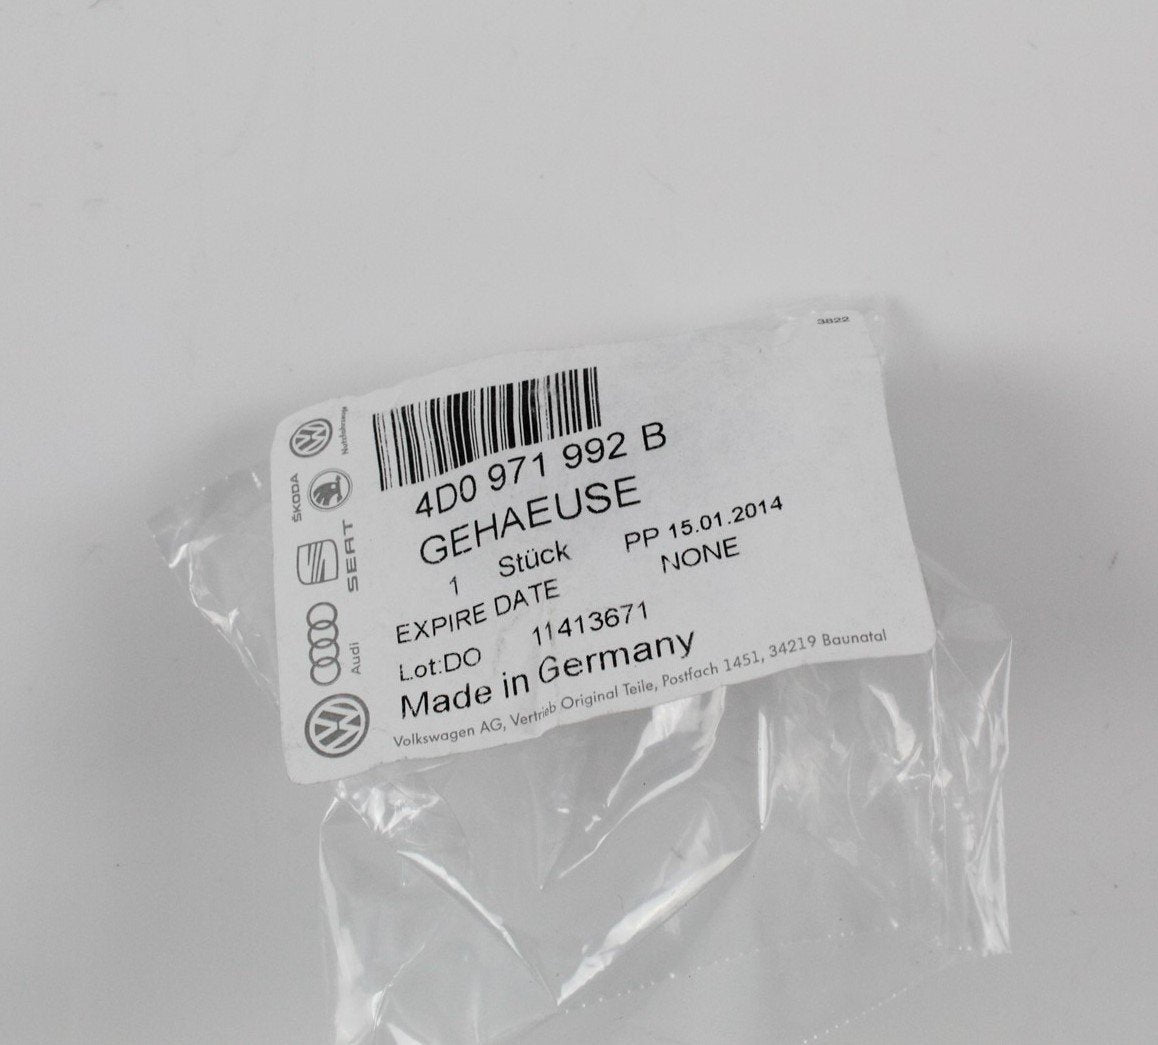 3822
4D0 971 992 B
GEHAEUSE
1 Stück PP 15.01.2014
EXPIRE DATE NONE
Lot:DO 11413671
Made in Germany
Volkswagen AG, Vertrieb Original Teile, Postfach 1451, 34219 Baunatal
Nutzfahrzeuge
ŠKODA
SEAT
Audi